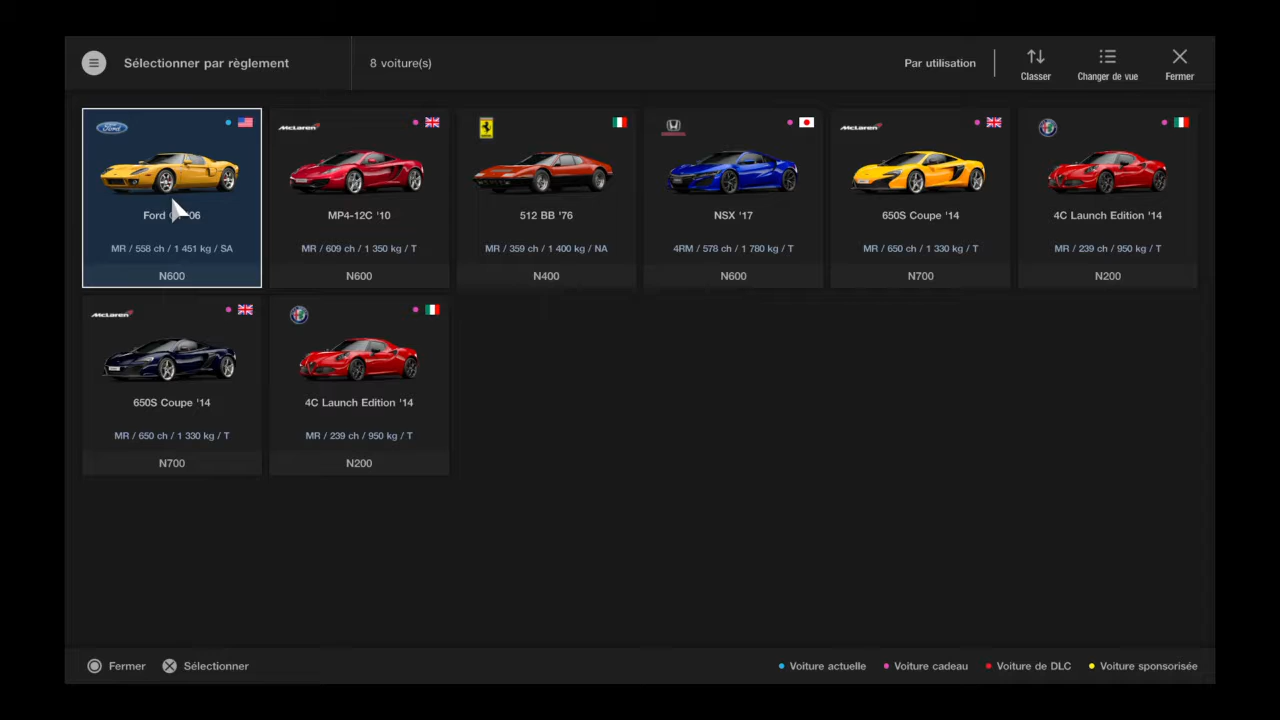 Sélectionner par règlement
8 voiture(s)
Par utilisation
Classer
Changer de vue
Fermer
Ford
Ford 06
MR / 558 ch / 1 451 kg / SA
N600
McLaren
MP4-12C '10
MR / 609 ch / 1 350 kg / T
N600
512 BB '76
MR / 359 ch / 1 400 kg / NA
N400
NSX '17
4RM / 578 ch / 1 780 kg / T
N600
McLaren
650S Coupe '14
MR / 650 ch / 1 330 kg / T
N700
4C Launch Edition '14
MR / 239 ch / 950 kg / T
N200
McLaren
650S Coupe '14
MR / 650 ch / 1 330 kg / T
N700
4C Launch Edition '14
MR / 239 ch / 950 kg / T
N200
Fermer
Sélectionner
Voiture actuelle
Voiture cadeau
Voiture de DLC
Voiture sponsorisée